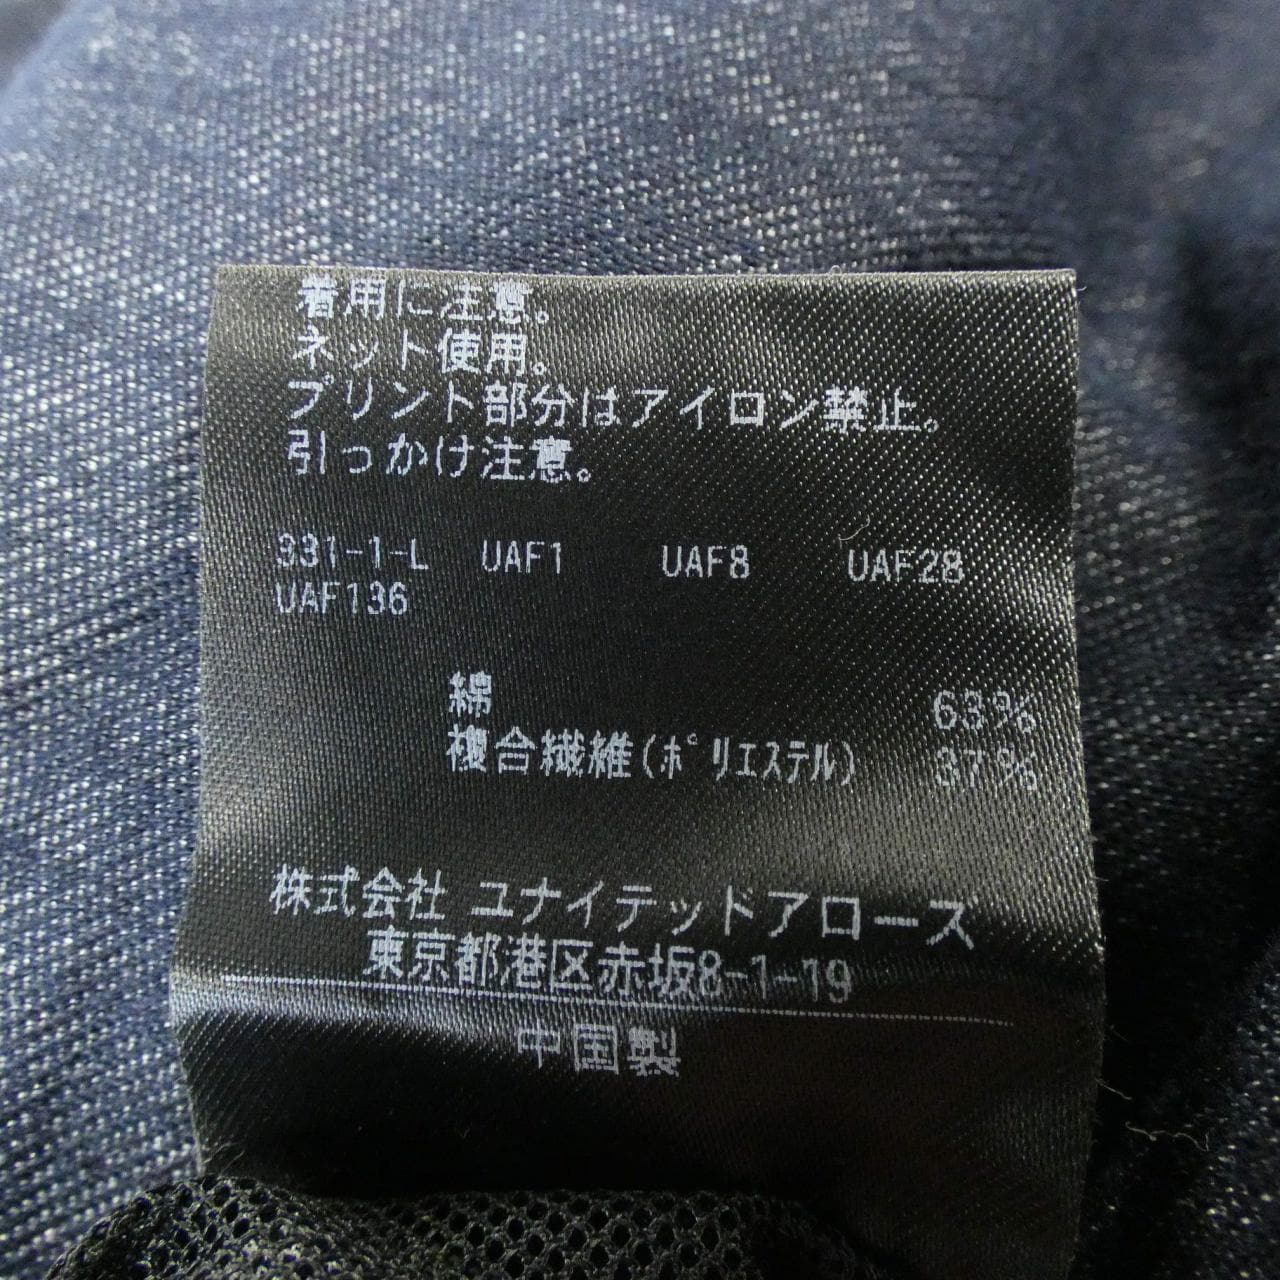 着用に注意。
ネット使用。
プリント部分はアイロン禁止。
引っかけ注意。
331-1-L UAF1 UAF8 UAF28
UAF136
綿 63%
複合繊維(ﾎﾟﾘｴｽﾃﾙ) 37%
株式会社 ユナイテッドアローズ
東京都港区赤坂8-1-19
中国製